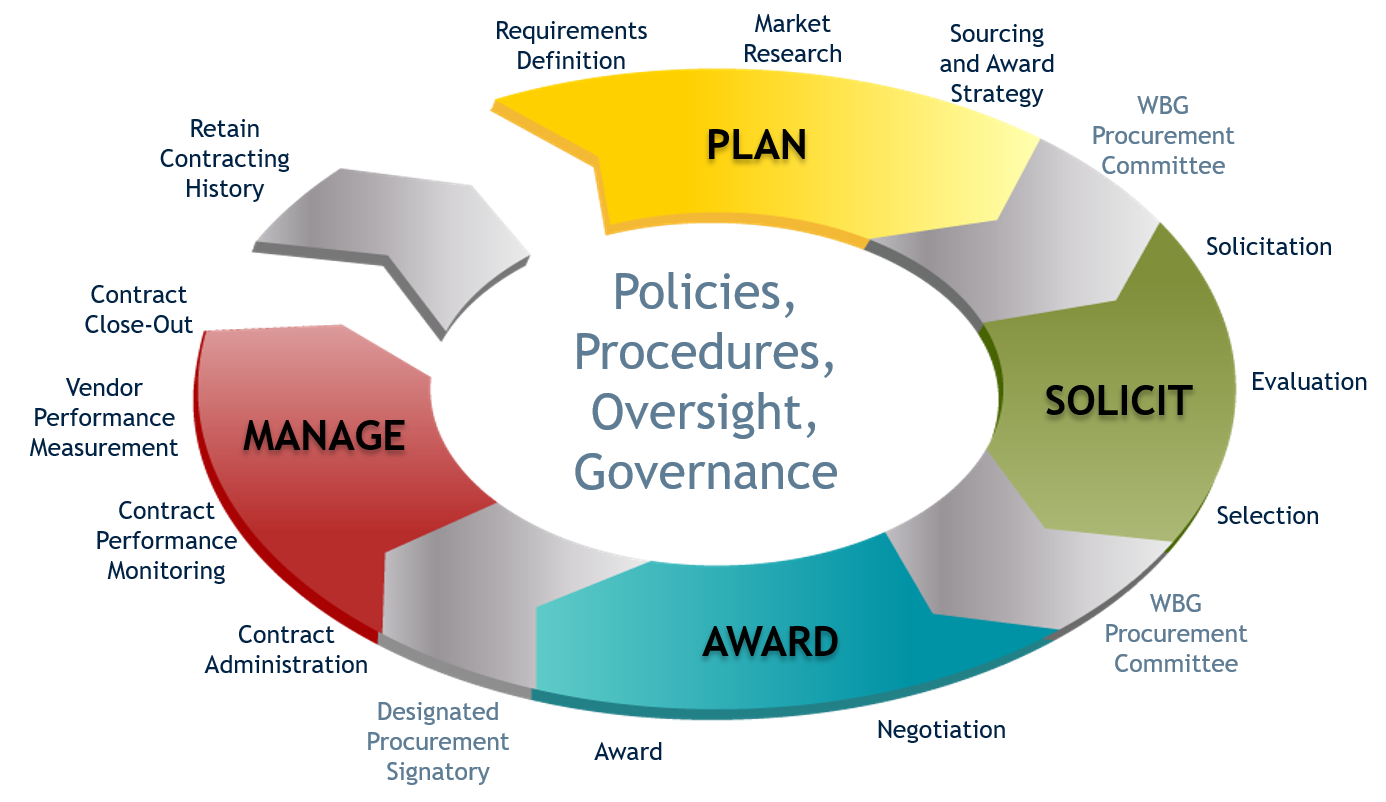 Requirements
Definition
Market
Research
Sourcing
and Award
Strategy
WBG
Procurement
Committee
PLAN
Retain
Contracting
History
Solicitation
Policies,
Procedures,
Oversight,
Governance
Contract
Close-Out
Vendor
Performance
Measurement
MANAGE
SOLICIT
Evaluation
Contract
Performance
Monitoring
Selection
WBG
Procurement
Committee
Contract
Administration
AWARD
Designated
Procurement
Signatory
Award
Negotiation